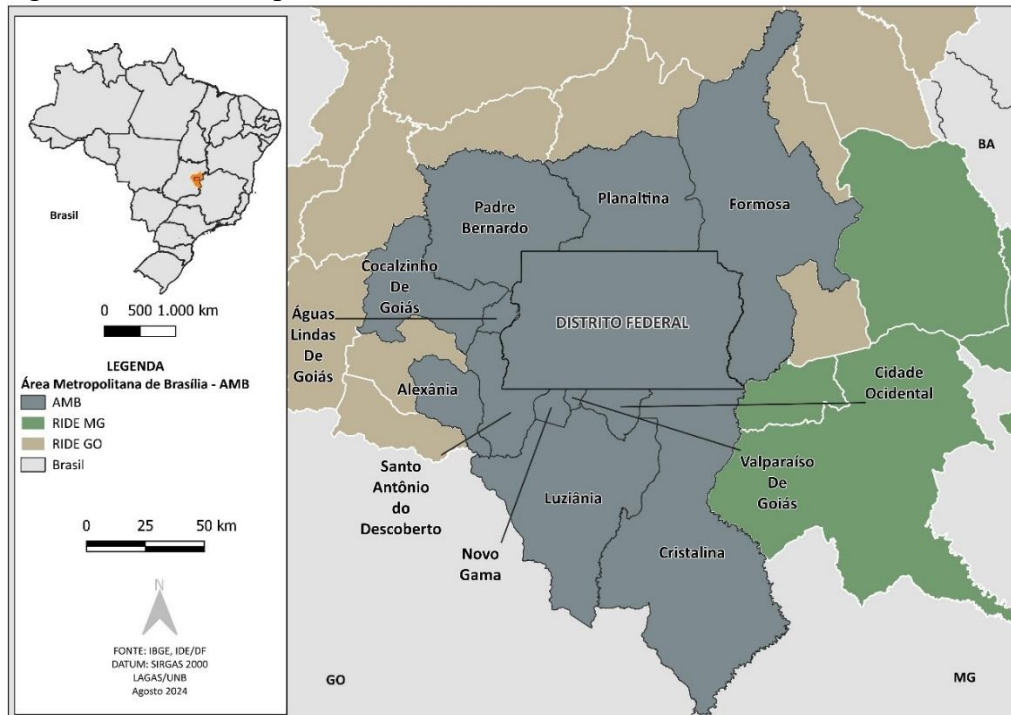 Brasil
0 500 1.000 km
LEGENDA
Área Metropolitana de Brasília - AMB
AMB
RIDE MG
RIDE GO
Brasil
0 25 50 km
N
FONTE: IBGE, IDE/DF
DATUM: SIRGAS 2000
LAGAS/UNB
Agosto 2024
BA
Padre
Bernardo
Planaltina
Formosa
Cocalzinho
De
Goiás
Águas
Lindas
De
Goiás
DISTRITO FEDERAL
Alexânia
Cidade
Ocidental
Santo
Antônio
do
Descoberto
Valparaíso
De
Goiás
Luziânia
Novo
Gama
Cristalina
GO
MG